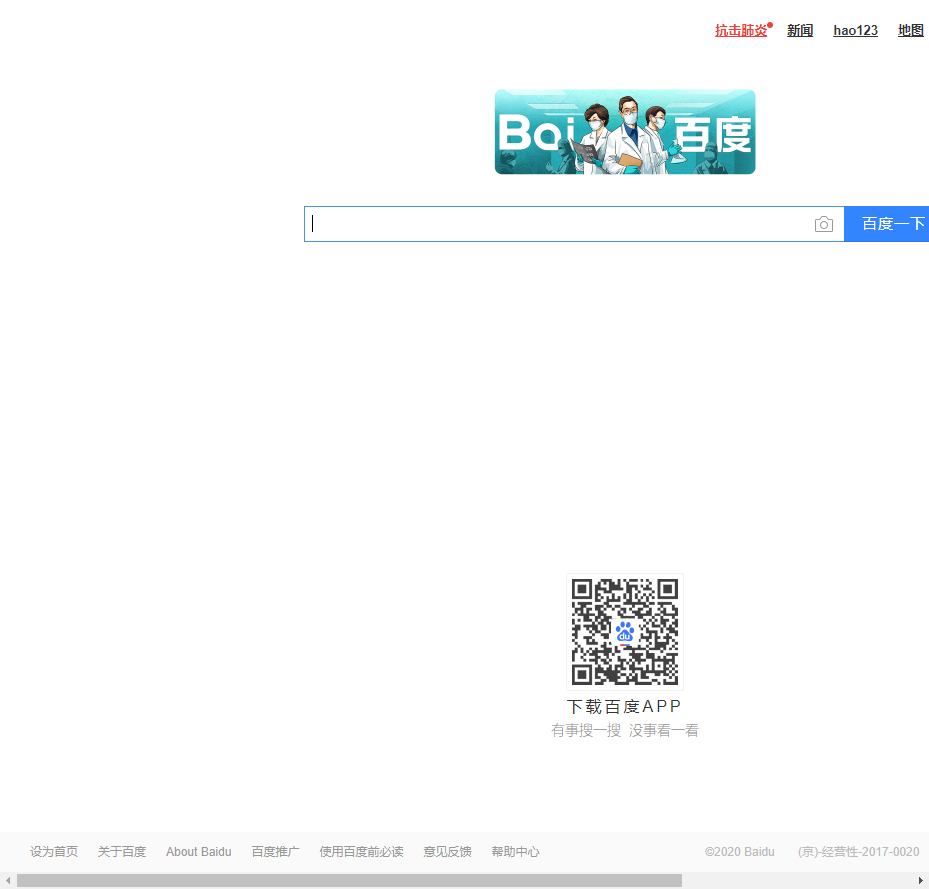 抗击肺炎 新闻 hao123 地图
Bai 百度
百度一下
du
下载百度APP
有事搜一搜 没事看一看
设为首页 关于百度 About Baidu 百度推广 使用百度前必读 意见反馈 帮助中心 ©2020 Baidu (京)-经营性-2017-0020